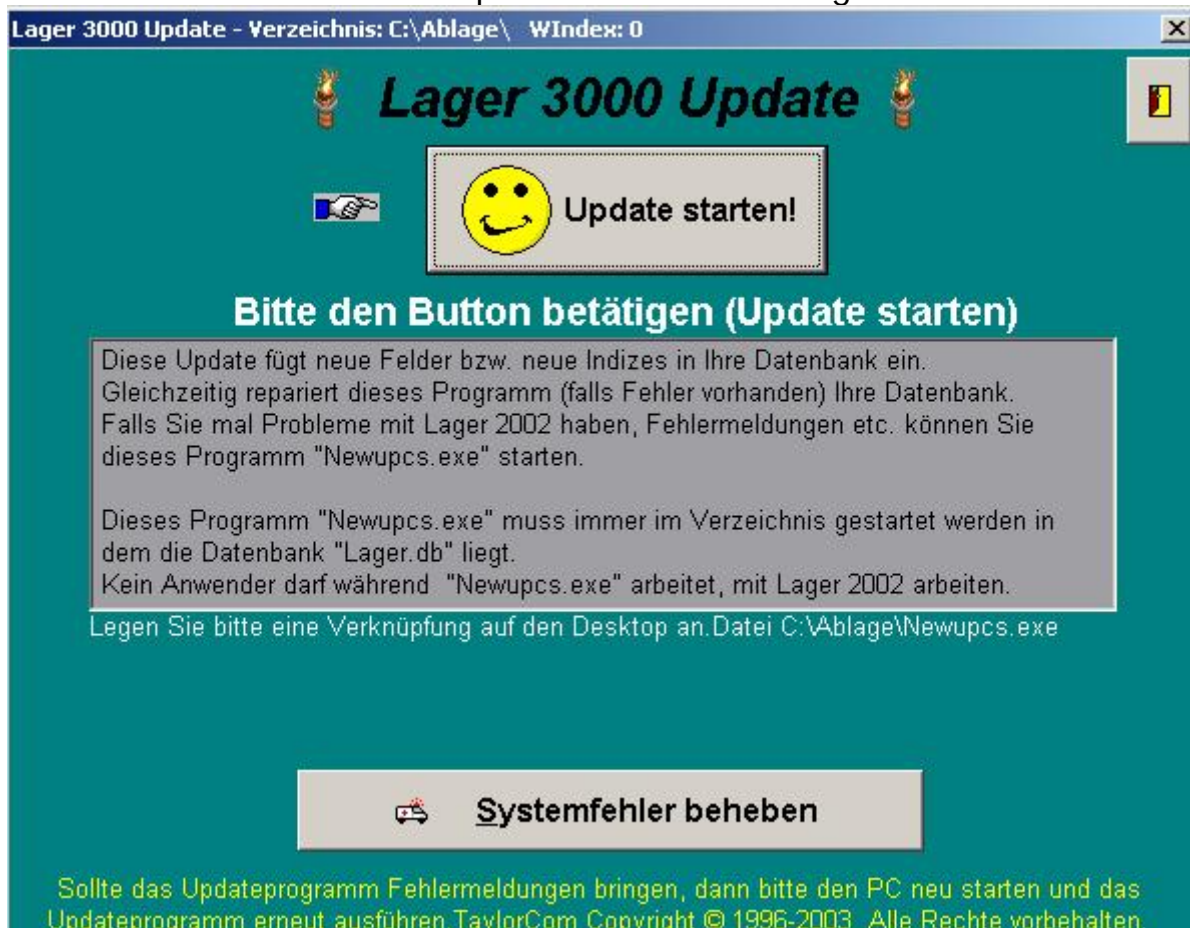 Lager 3000 Update - Verzeichnis: C:\Ablage\ WIndex: 0
Lager 3000 Update
Update starten!
Bitte den Button betätigen (Update starten)
Diese Update fügt neue Felder bzw. neue Indizes in Ihre Datenbank ein.
Gleichzeitig repariert dieses Programm (falls Fehler vorhanden) Ihre Datenbank.
Falls Sie mal Probleme mit Lager 2002 haben, Fehlermeldungen etc. können Sie
dieses Programm "Newupcs.exe" starten.
Dieses Programm "Newupcs.exe" muss immer im Verzeichnis gestartet werden in
dem die Datenbank "Lager.db" liegt.
Kein Anwender darf während "Newupcs.exe" arbeitet, mit Lager 2002 arbeiten.
Legen Sie bitte eine Verknüpfung auf den Desktop an.Datei C:\Ablage\Newupcs.exe
Systemfehler beheben
Sollte das Updateprogramm Fehlermeldungen bringen, dann bitte den PC neu starten und das
Updateprogramm erneut ausführen TaylorCom Copyright © 1996-2003. Alle Rechte vorbehalten